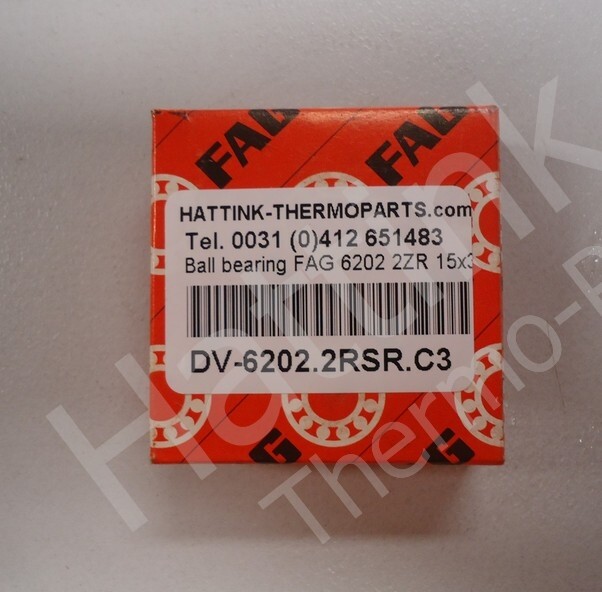 FAG FAG
HATTINK-THERMOPARTS.com
Tel. 0031 (0)412 651483
Ball bearing FAG 6202 2ZR 15x3
DV-6202.2RSR.C3
Hattink
Thermo-P